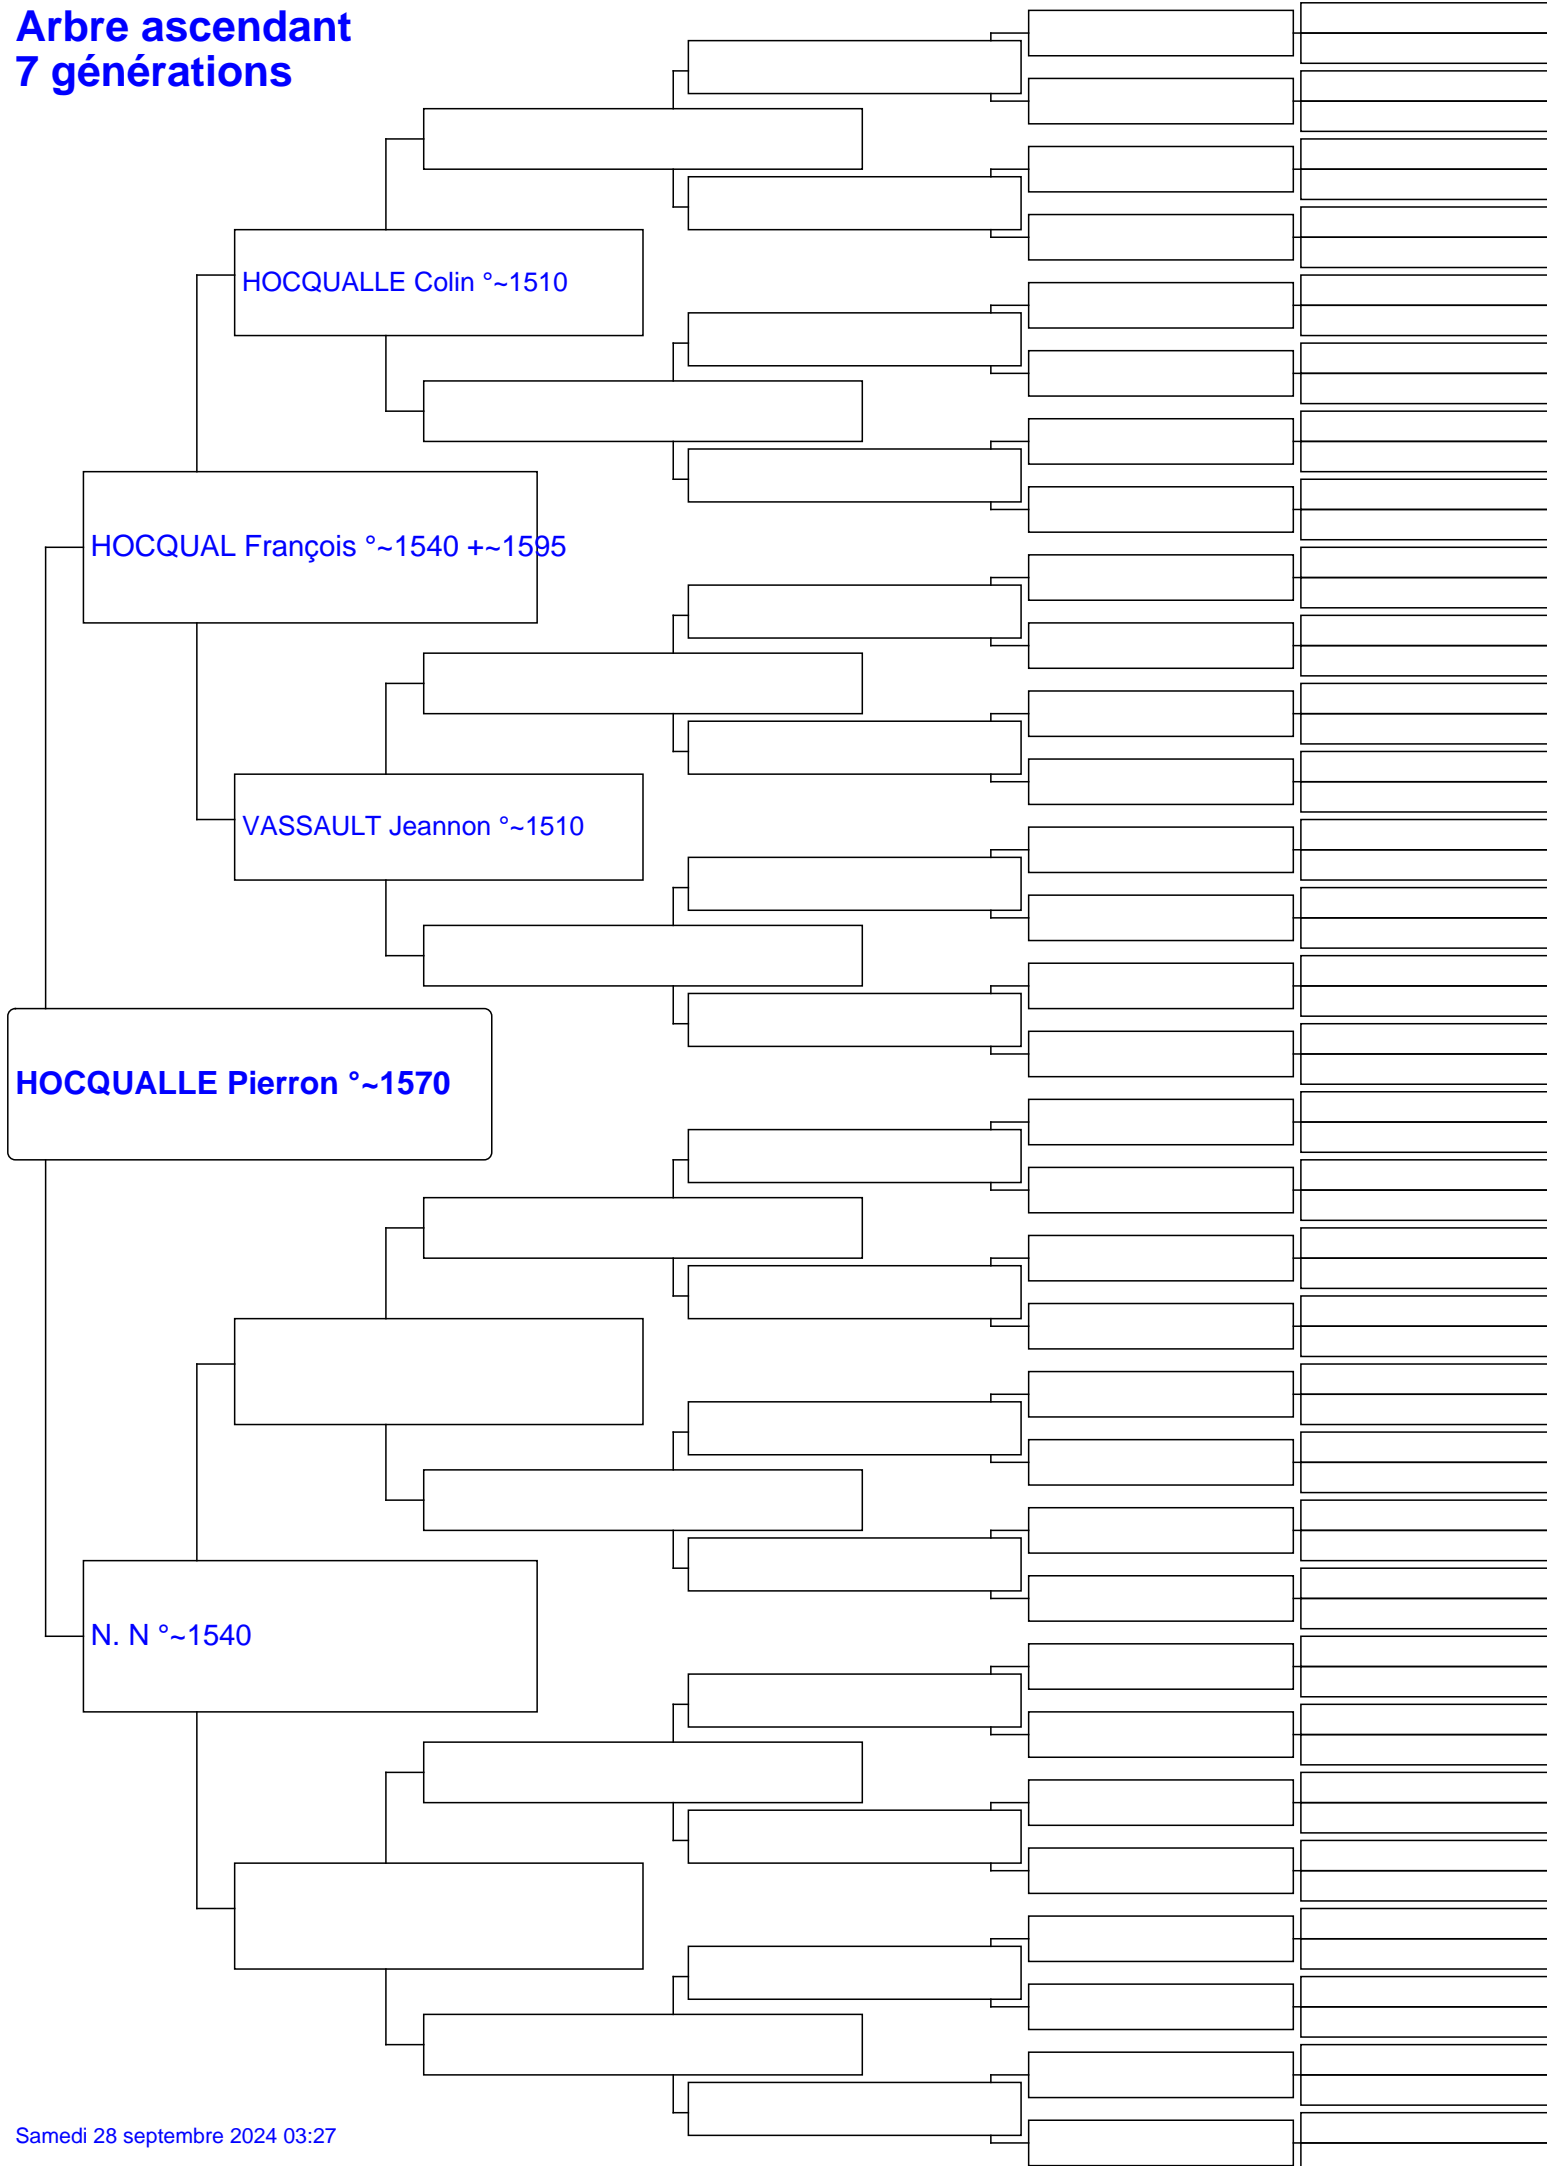 Arbre ascendant
7 générations
HOCQUALLE Colin °~1510
HOCQUAL François °~1540 +~1595
VASSAULT Jeannon °~1510
HOCQUALLE Pierron °~1570
N. N °~1540
Samedi 28 septembre 2024 03:27